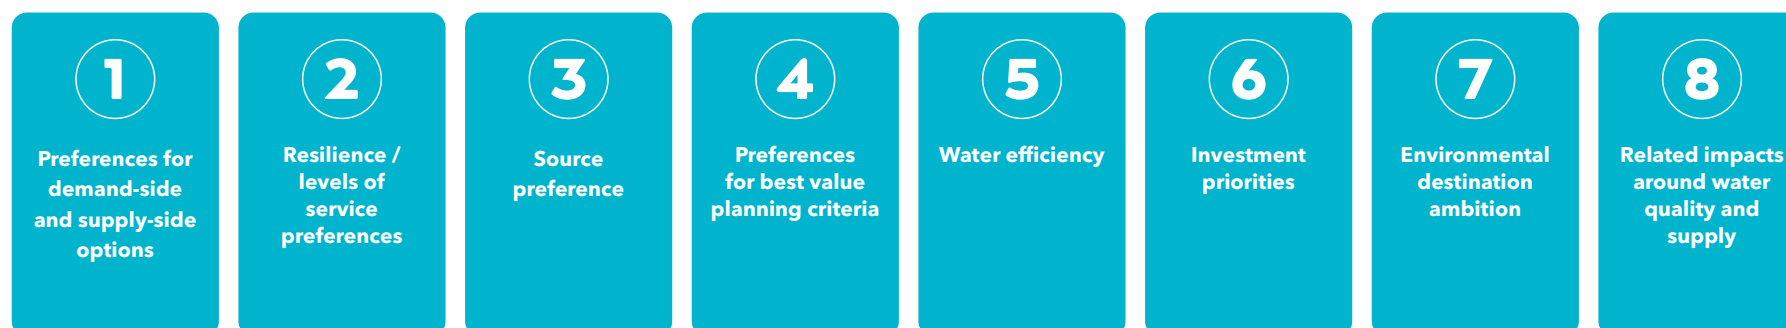 1
Preferences for
demand-side
and supply-side
options
2
Resilience /
levels of
service
preferences
3
Source
preference
4
Preferences
for best value
planning criteria
5
Water efficiency
6
Investment
priorities
7
Environmental
destination
ambition
8
Related impacts
around water
quality and
supply